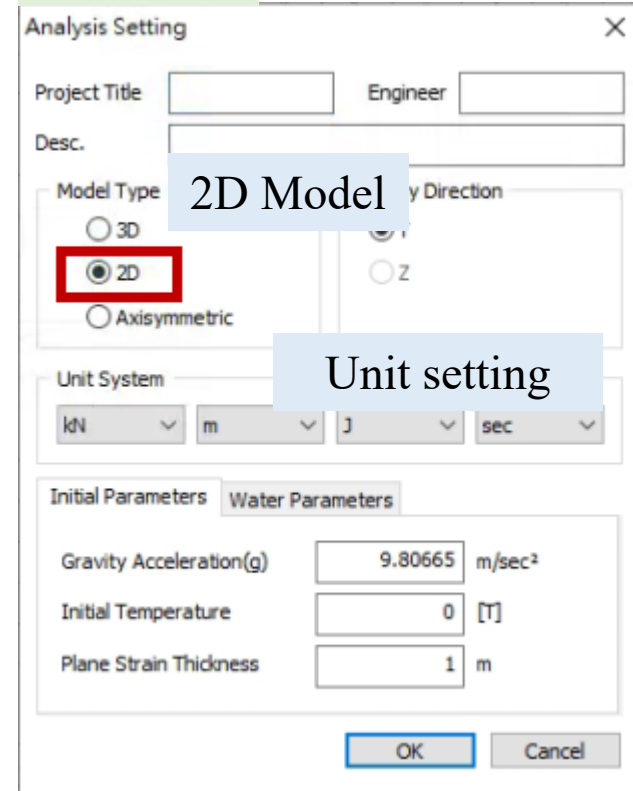 Analysis Setting
Project Title Engineer
Desc.
Model Type 2D Model y Direction
3D
2D Z
Axisymmetric
Unit System Unit setting
kN m J sec
Initial Parameters Water Parameters
Gravity Acceleration(g) 9.80665 m/sec²
Initial Temperature 0 [T]
Plane Strain Thickness 1 m
OK Cancel